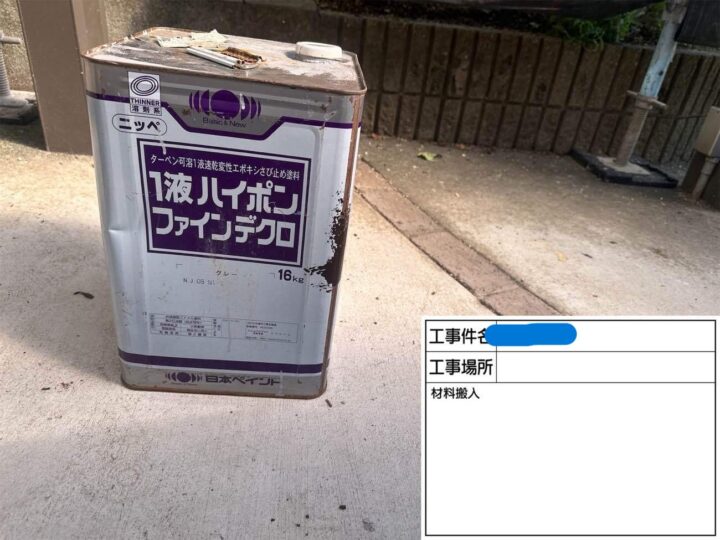 THINNER
溶剤系
Basic & New
ニッペ
ターペン可溶1液速乾変性エポキシさび止め塗料
1液ハイポン
ファインデクロ
グレー
16kg
日本ペイント
工事件名
工事場所
材料搬入